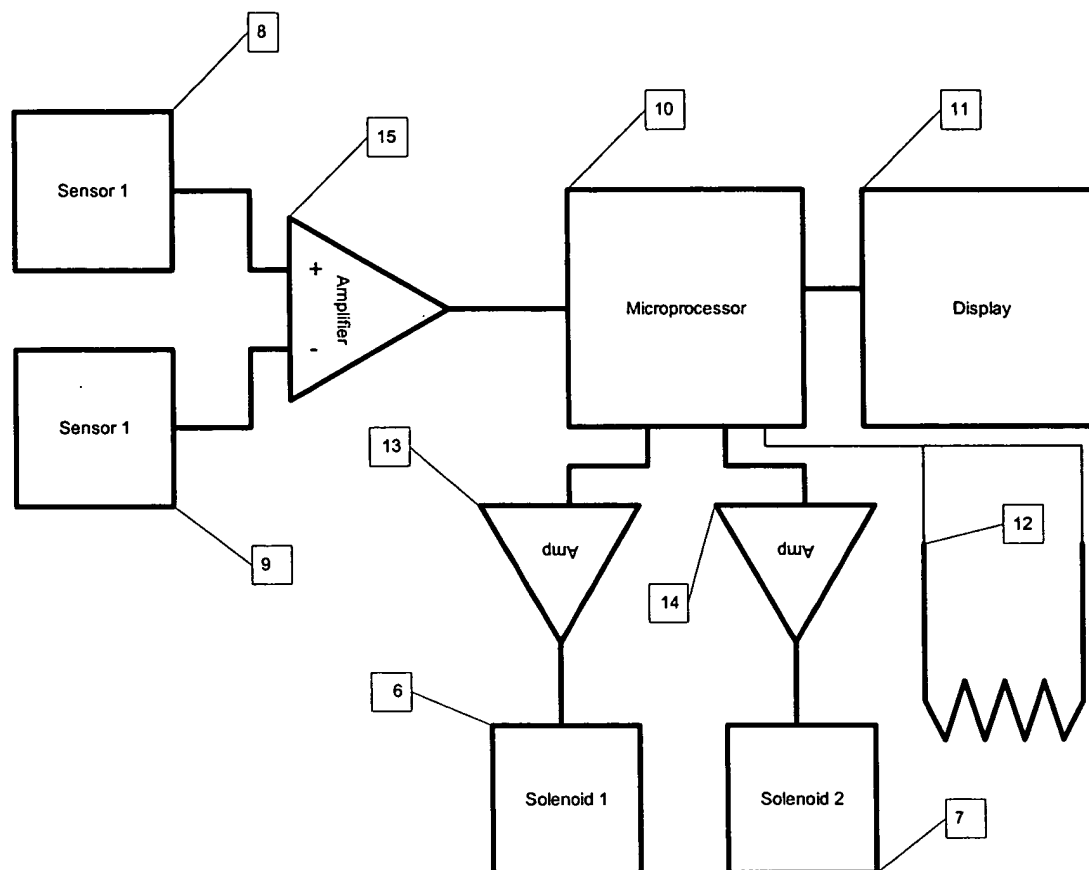 8
10
11
15
Sensor 1
+
Amplifier
-
Microprocessor
Display
Sensor 1
13
12
9
Amp
Amp
14
6
Solenoid 1
Solenoid 2
7